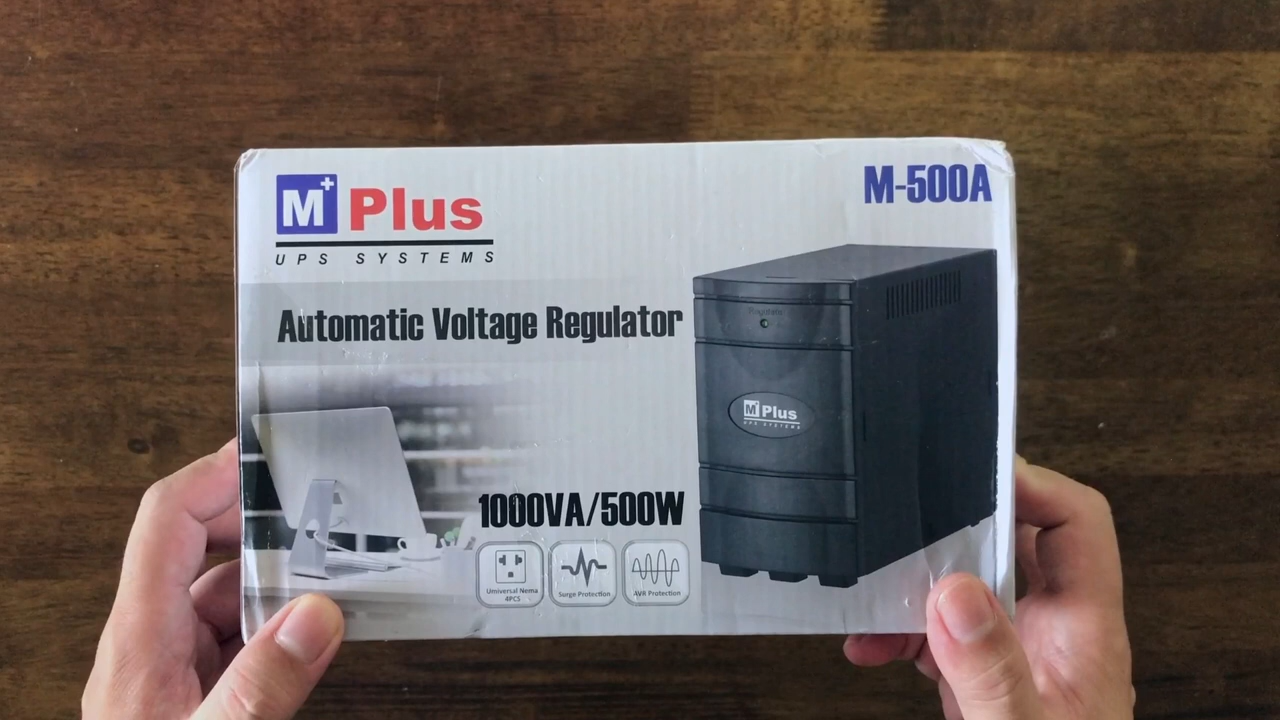 M+ Plus
UPS SYSTEMS
M-500A
Automatic Voltage Regulator
Regulator
M+ Plus
UPS SYSTEMS
1000VA/500W
Universal Nema
4PCS
Surge Protection
AVR Protection